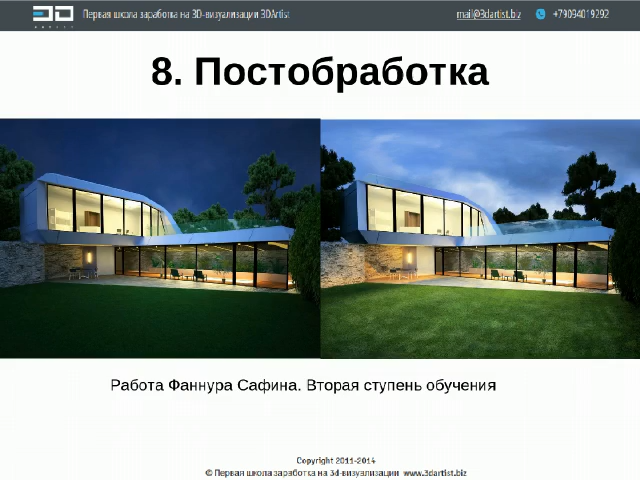 3D Первая школа заработка на 3D-визуализации 3DArtist mail@3dartist.biz +79094019292
8. Постобработка
Работа Фаннура Сафина. Вторая ступень обучения
Copyright 2011-2014
© Первая школа заработка на 3d-визуализации www.3dartist.biz